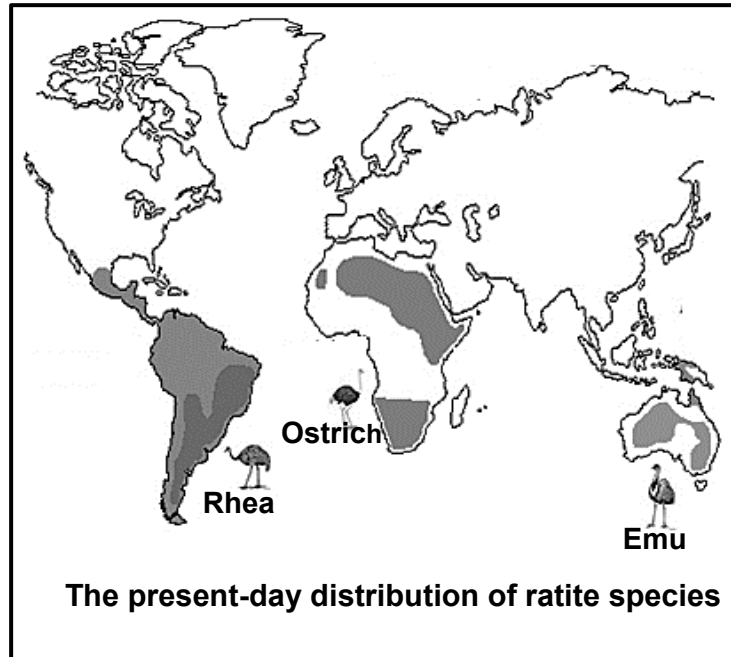 Ostrich
Rhea
Emu
The present-day distribution of ratite species